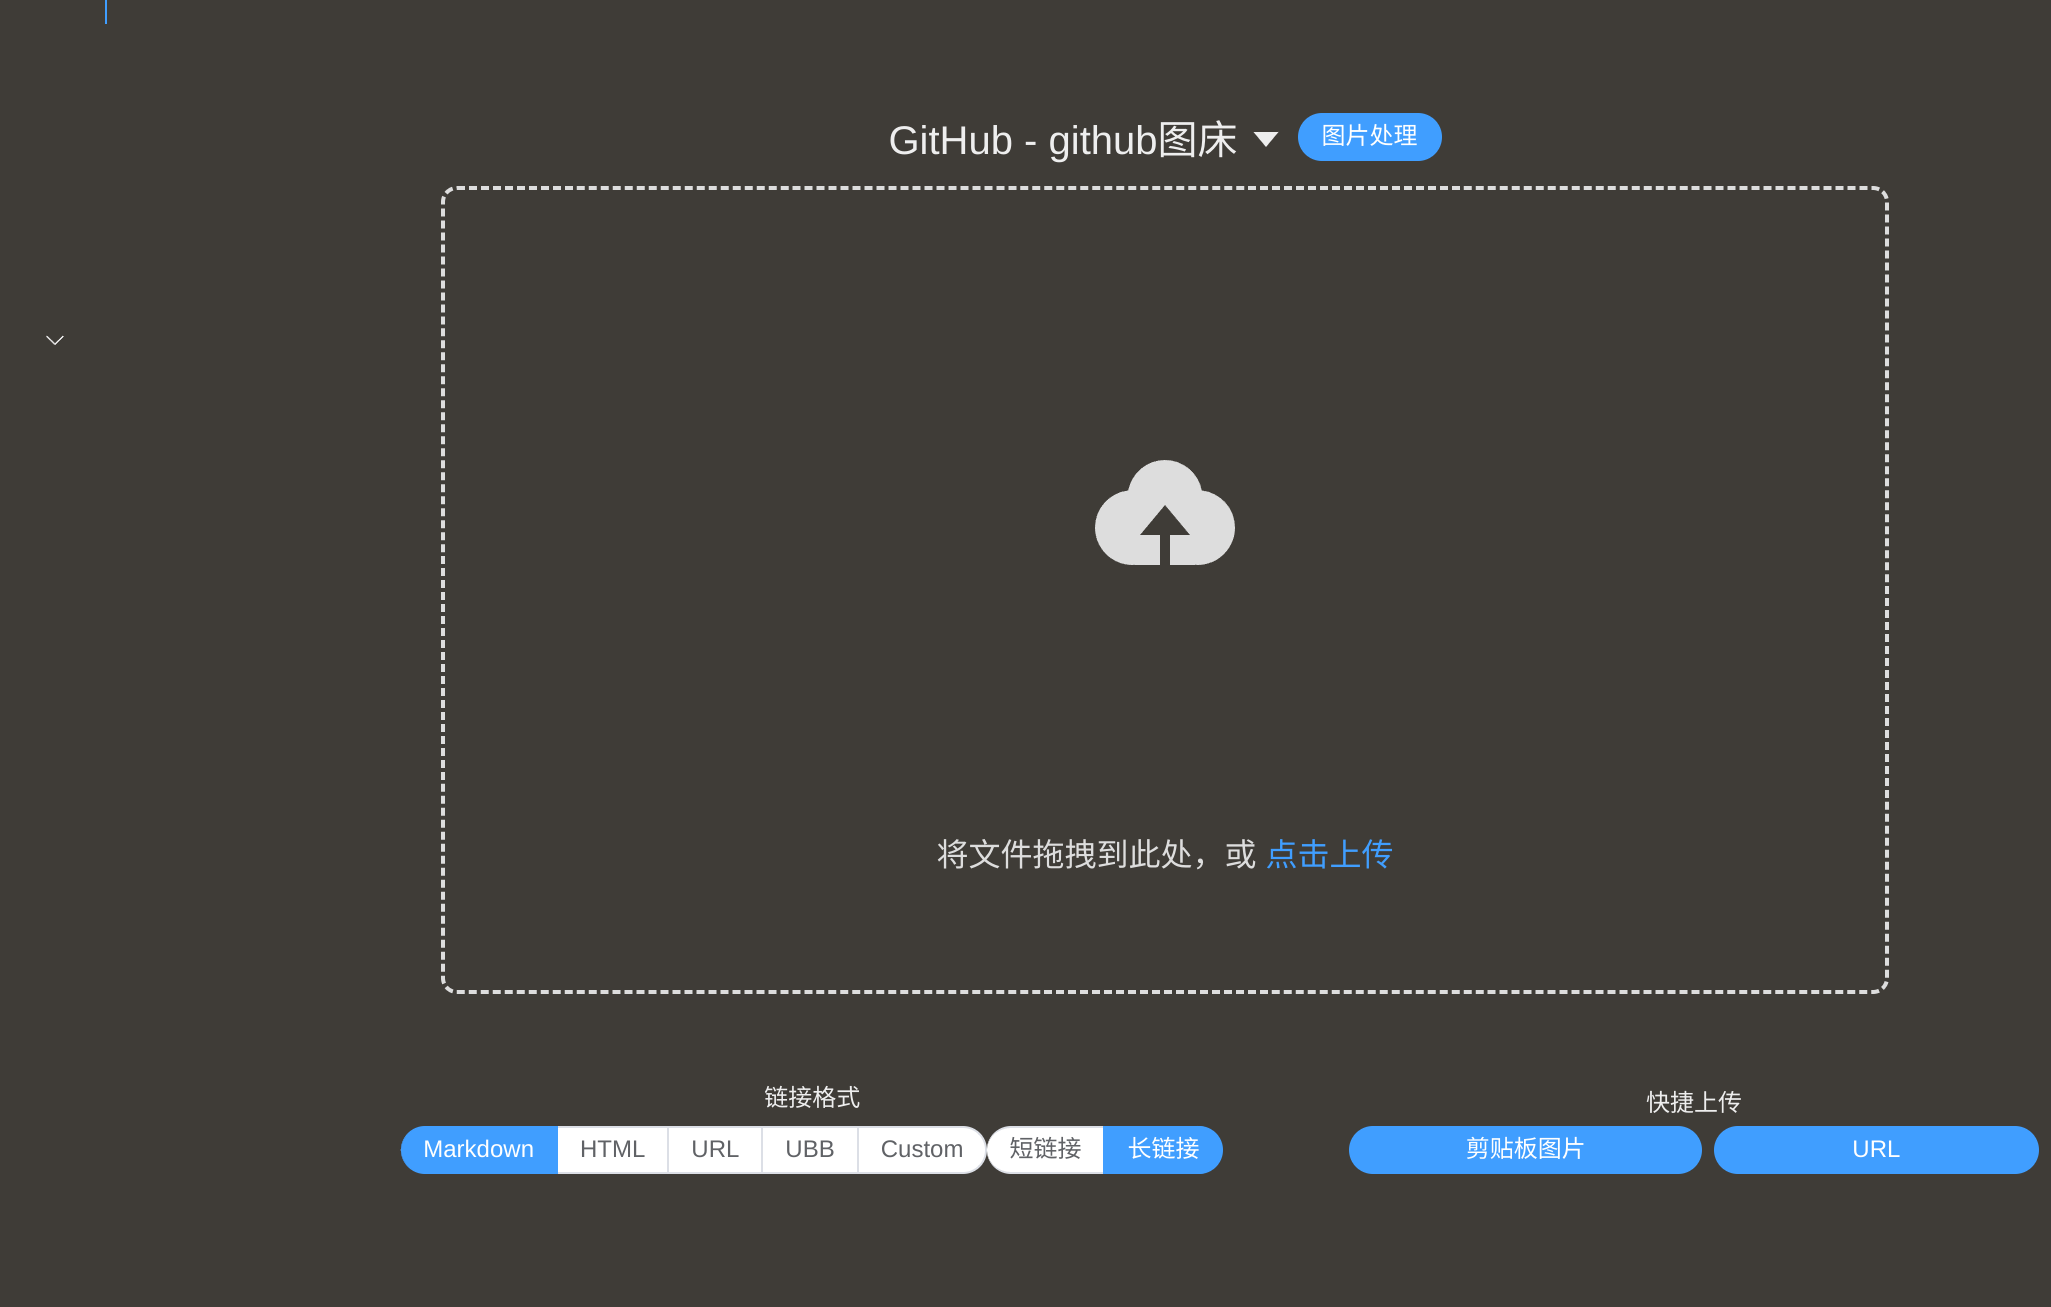 GitHub - github图床
图片处理
将文件拖拽到此处，或 点击上传
链接格式
快捷上传
Markdown HTML URL UBB Custom 短链接 长链接
剪贴板图片 URL